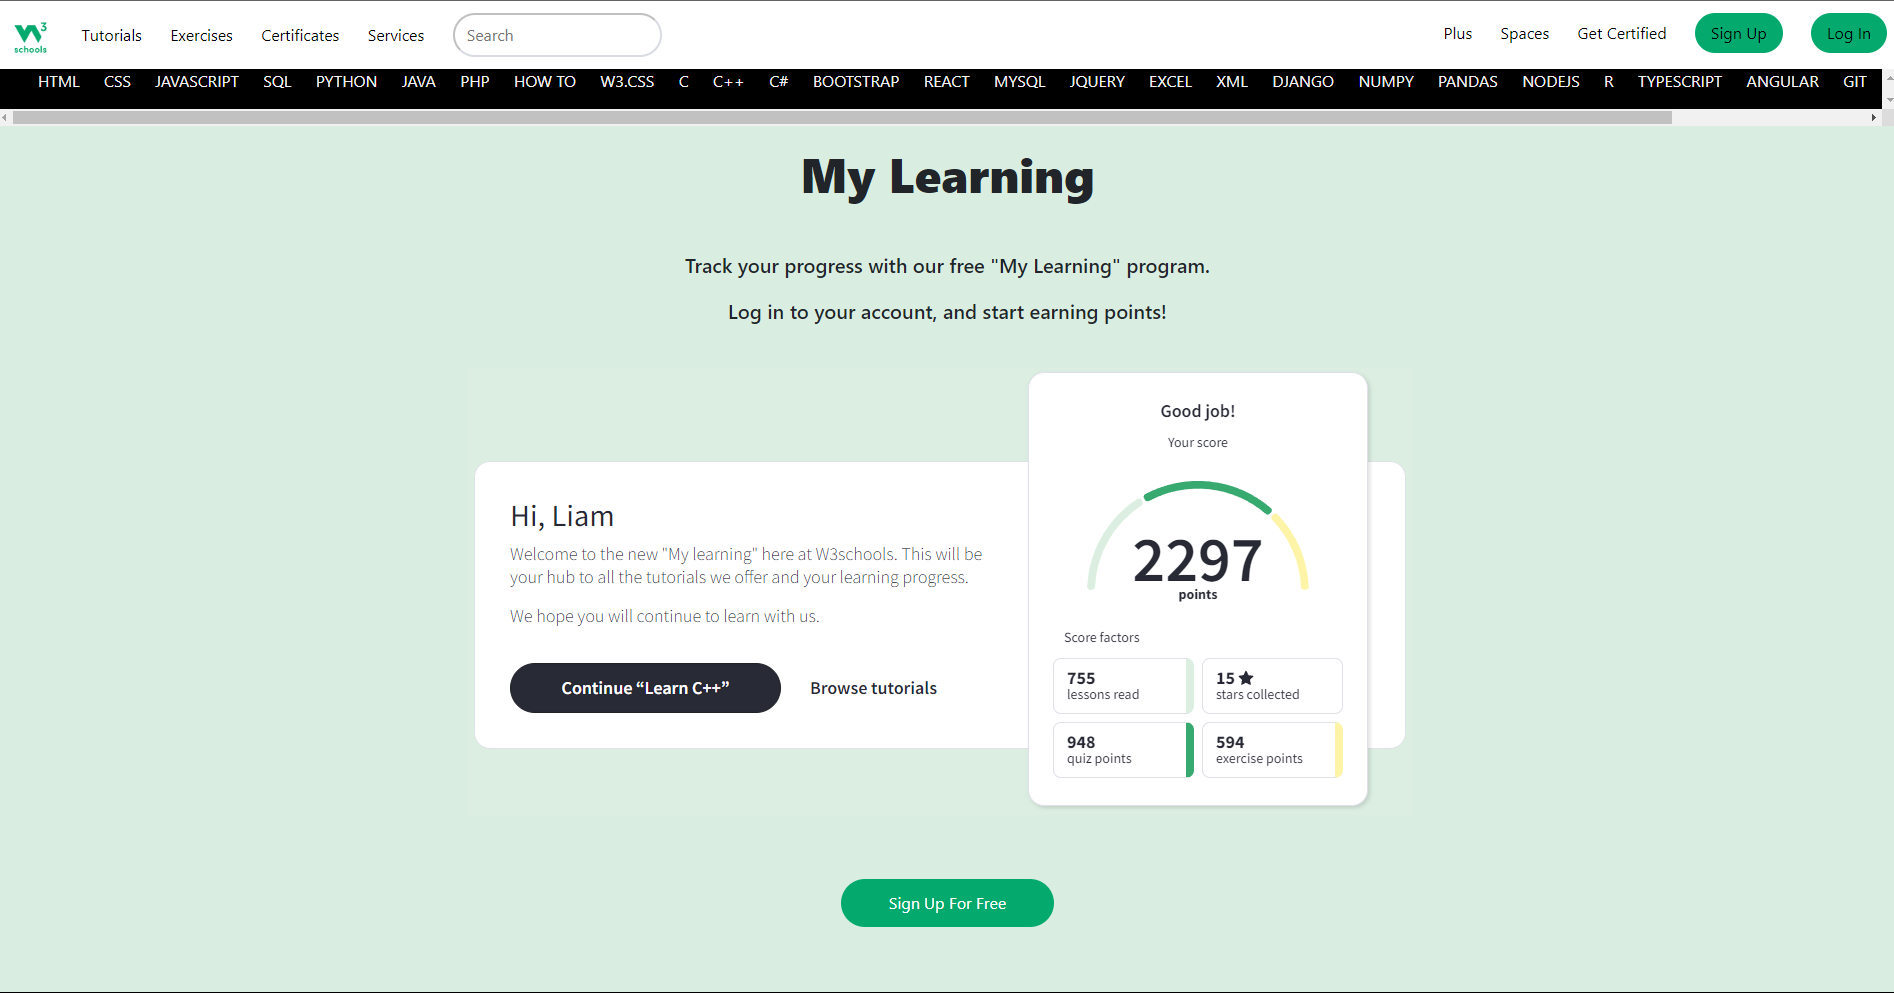 W3 schools
Tutorials Exercises Certificates Services Search Plus Spaces Get Certified Sign Up Log In
HTML CSS JAVASCRIPT SQL PYTHON JAVA PHP HOW TO W3.CSS C C++ C# BOOTSTRAP REACT MYSQL JQUERY EXCEL XML DJANGO NUMPY PANDAS NODEJS R TYPESCRIPT ANGULAR GIT
My Learning
Track your progress with our free "My Learning" program.
Log in to your account, and start earning points!
Hi, Liam
Welcome to the new "My learning" here at W3schools. This will be
your hub to all the tutorials we offer and your learning progress.
We hope you will continue to learn with us.
Continue “Learn C++” Browse tutorials
Good job!
Your score
2297
points
Score factors
755
lessons read
15 ★
stars collected
948
quiz points
594
exercise points
Sign Up For Free